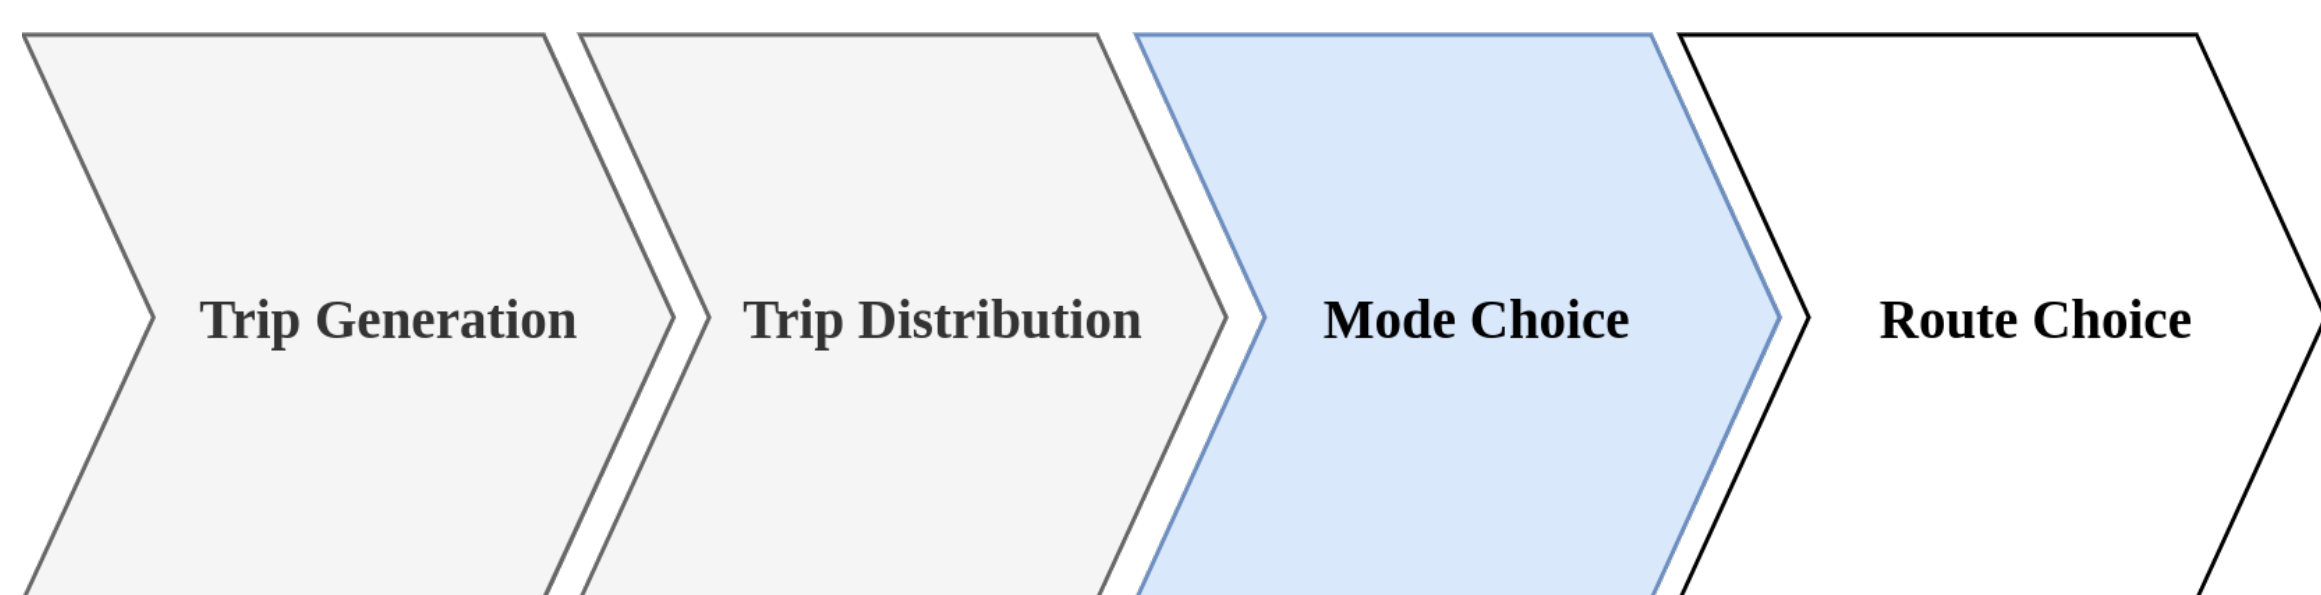 Trip Generation
Trip Distribution
Mode Choice
Route Choice